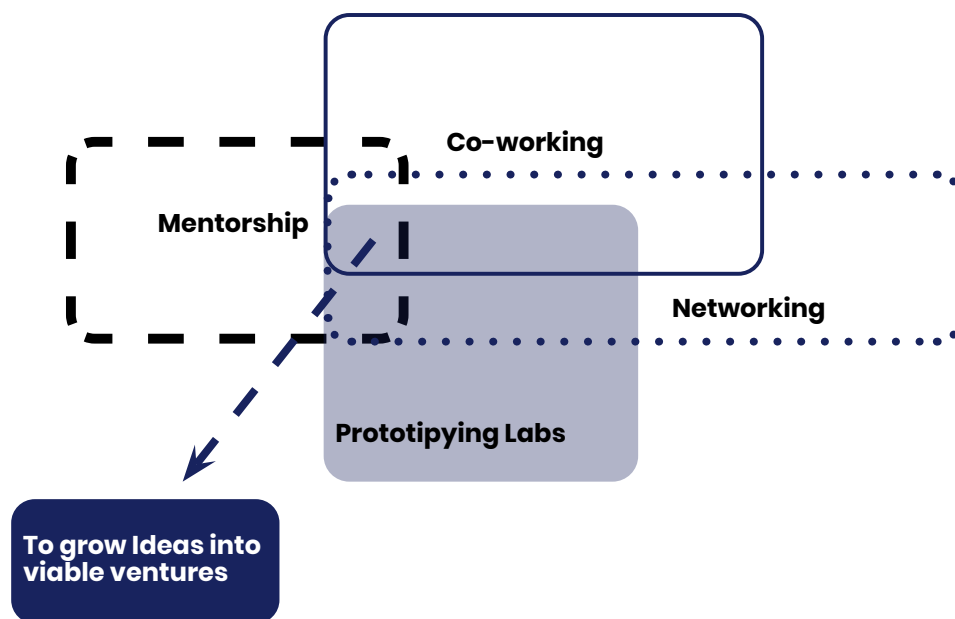 Co-working
Mentorship
Networking
Prototipying Labs
To grow Ideas into
viable ventures